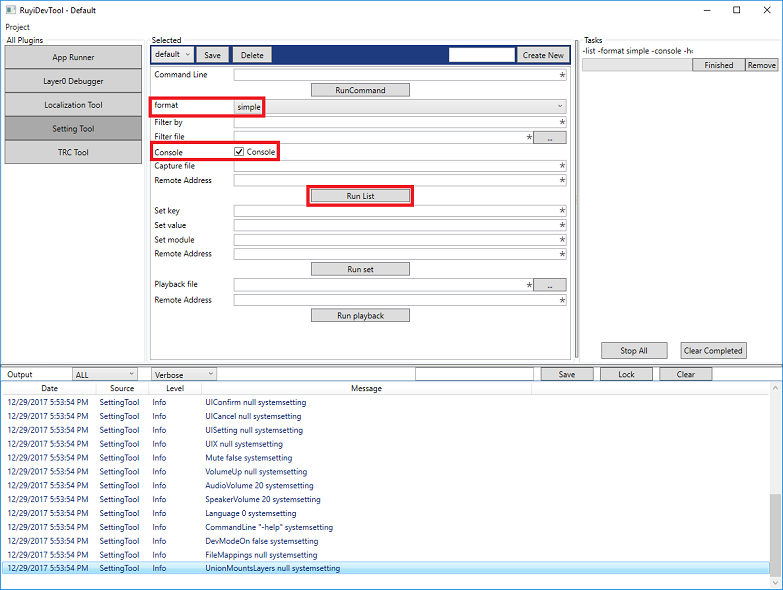 RuyiDevTool - Default
Project
All Plugins
App Runner
Layer0 Debugger
Localization Tool
Setting Tool
TRC Tool
Selected
default Save Delete Create New
Command Line *
RunCommand
format simple
Filter by *
Filter file * ...
Console Console
Capture file *
Remote Address *
Run List
Set key *
Set value *
Set module *
Remote Address *
Run set
Playback file * ...
Remote Address *
Run playback
Tasks
-list -format simple -console -h
Finished Remove
Stop All Clear Completed
Output ALL Verbose Save Lock Clear
Date Source Level Message
12/29/2017 5:53:54 PM SettingTool Info UIConfirm null systemsetting
12/29/2017 5:53:54 PM SettingTool Info UICancel null systemsetting
12/29/2017 5:53:54 PM SettingTool Info UISetting null systemsetting
12/29/2017 5:53:54 PM SettingTool Info UIX null systemsetting
12/29/2017 5:53:54 PM SettingTool Info Mute false systemsetting
12/29/2017 5:53:54 PM SettingTool Info VolumeUp null systemsetting
12/29/2017 5:53:54 PM SettingTool Info AudioVolume 20 systemsetting
12/29/2017 5:53:54 PM SettingTool Info SpeakerVolume 20 systemsetting
12/29/2017 5:53:54 PM SettingTool Info Language 0 systemsetting
12/29/2017 5:53:54 PM SettingTool Info CommandLine "-help" systemsetting
12/29/2017 5:53:54 PM SettingTool Info DevModeOn false systemsetting
12/29/2017 5:53:54 PM SettingTool Info FileMappings null systemsetting
12/29/2017 5:53:54 PM SettingTool Info UnionMountsLayers null systemsetting